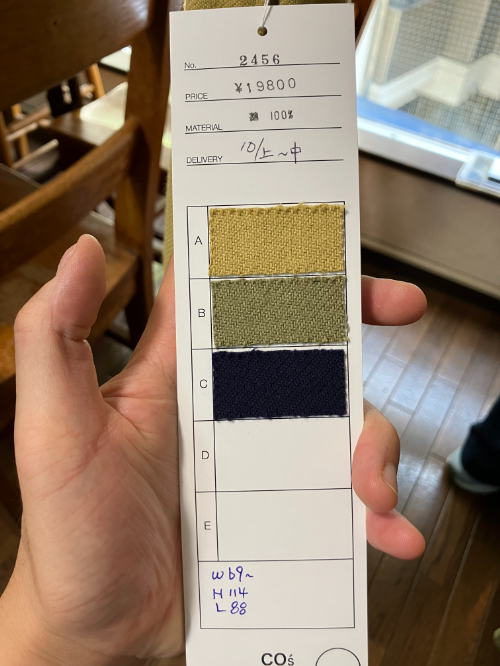 No. 2456
PRICE ¥19800
MATERIAL 100%
DELIVERY 10/上~中
A
B
C
D
E
W69~
H114
L88
COś